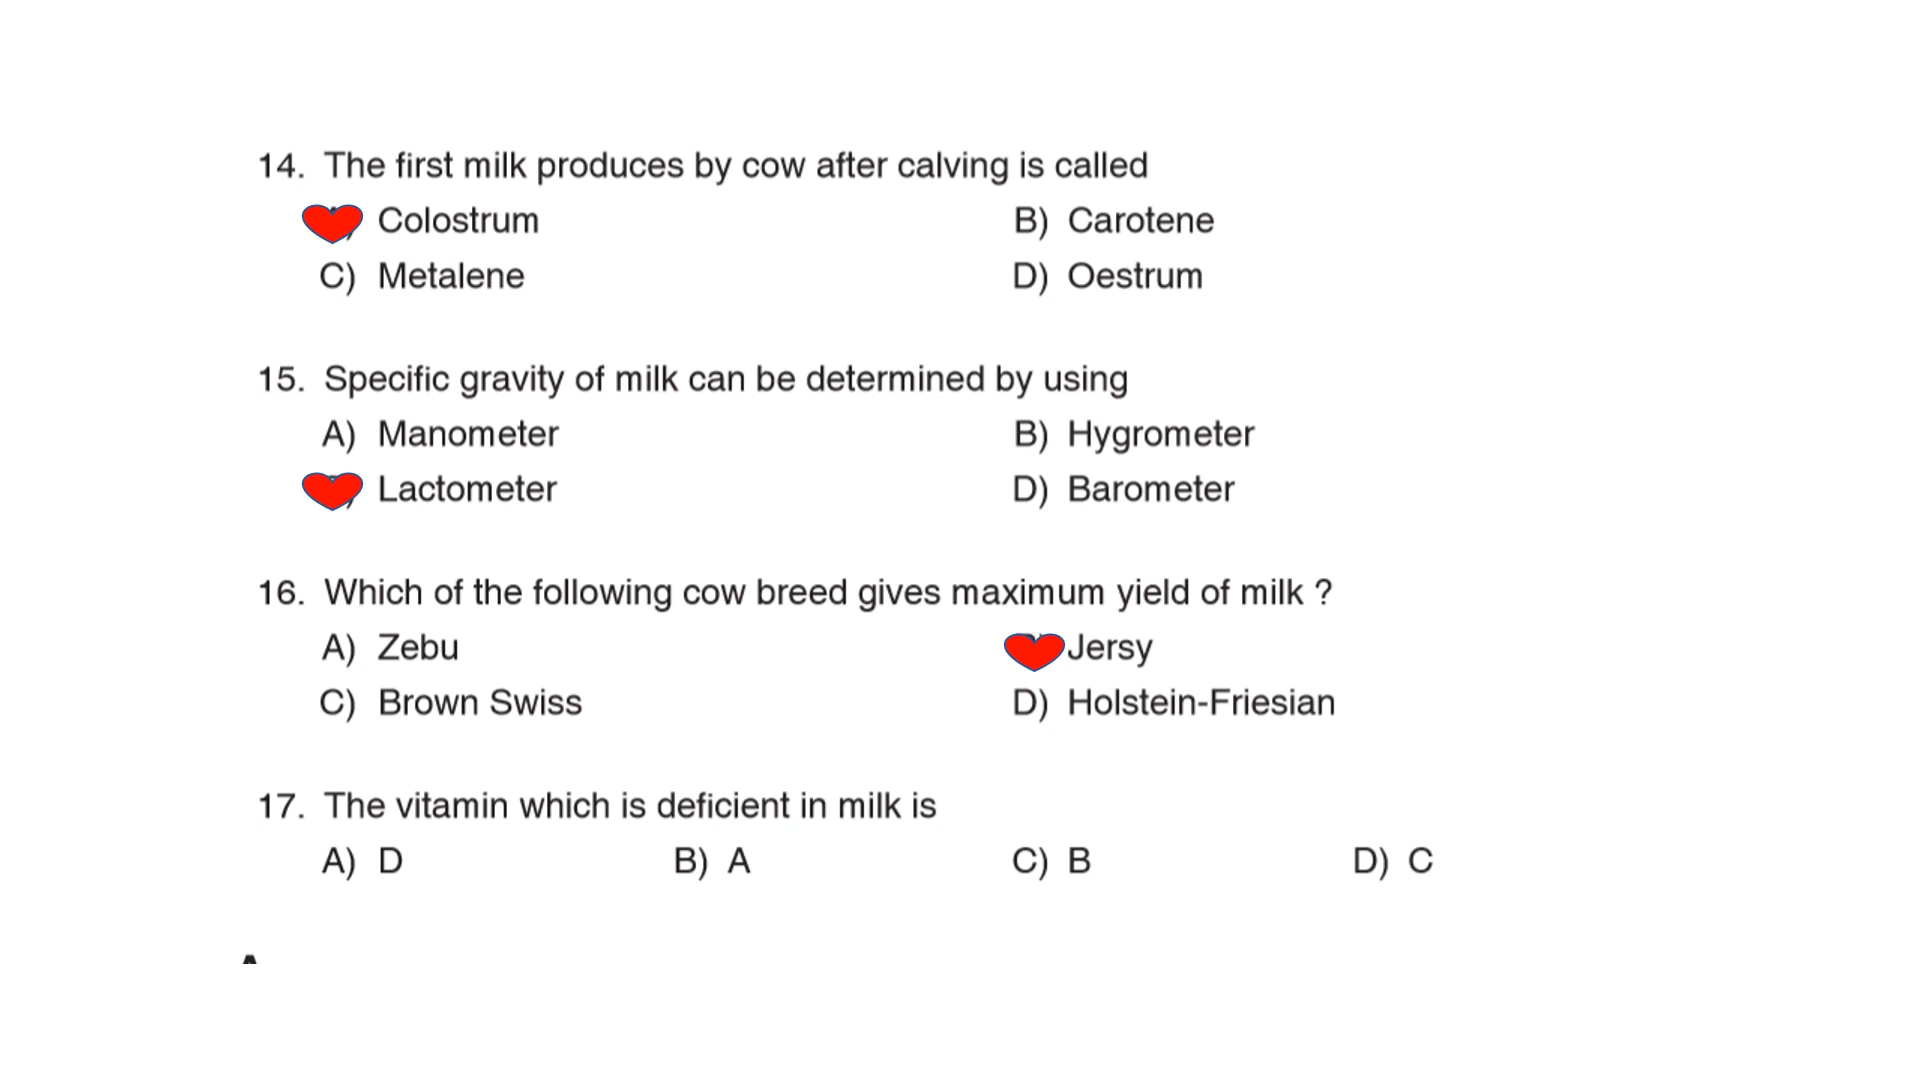 14. The first milk produces by cow after calving is called
Colostrum B) Carotene
C) Metalene D) Oestrum
15. Specific gravity of milk can be determined by using
A) Manometer B) Hygrometer
Lactometer D) Barometer
16. Which of the following cow breed gives maximum yield of milk ?
A) Zebu Jersy
C) Brown Swiss D) Holstein-Friesian
17. The vitamin which is deficient in milk is
A) D B) A C) B D) C